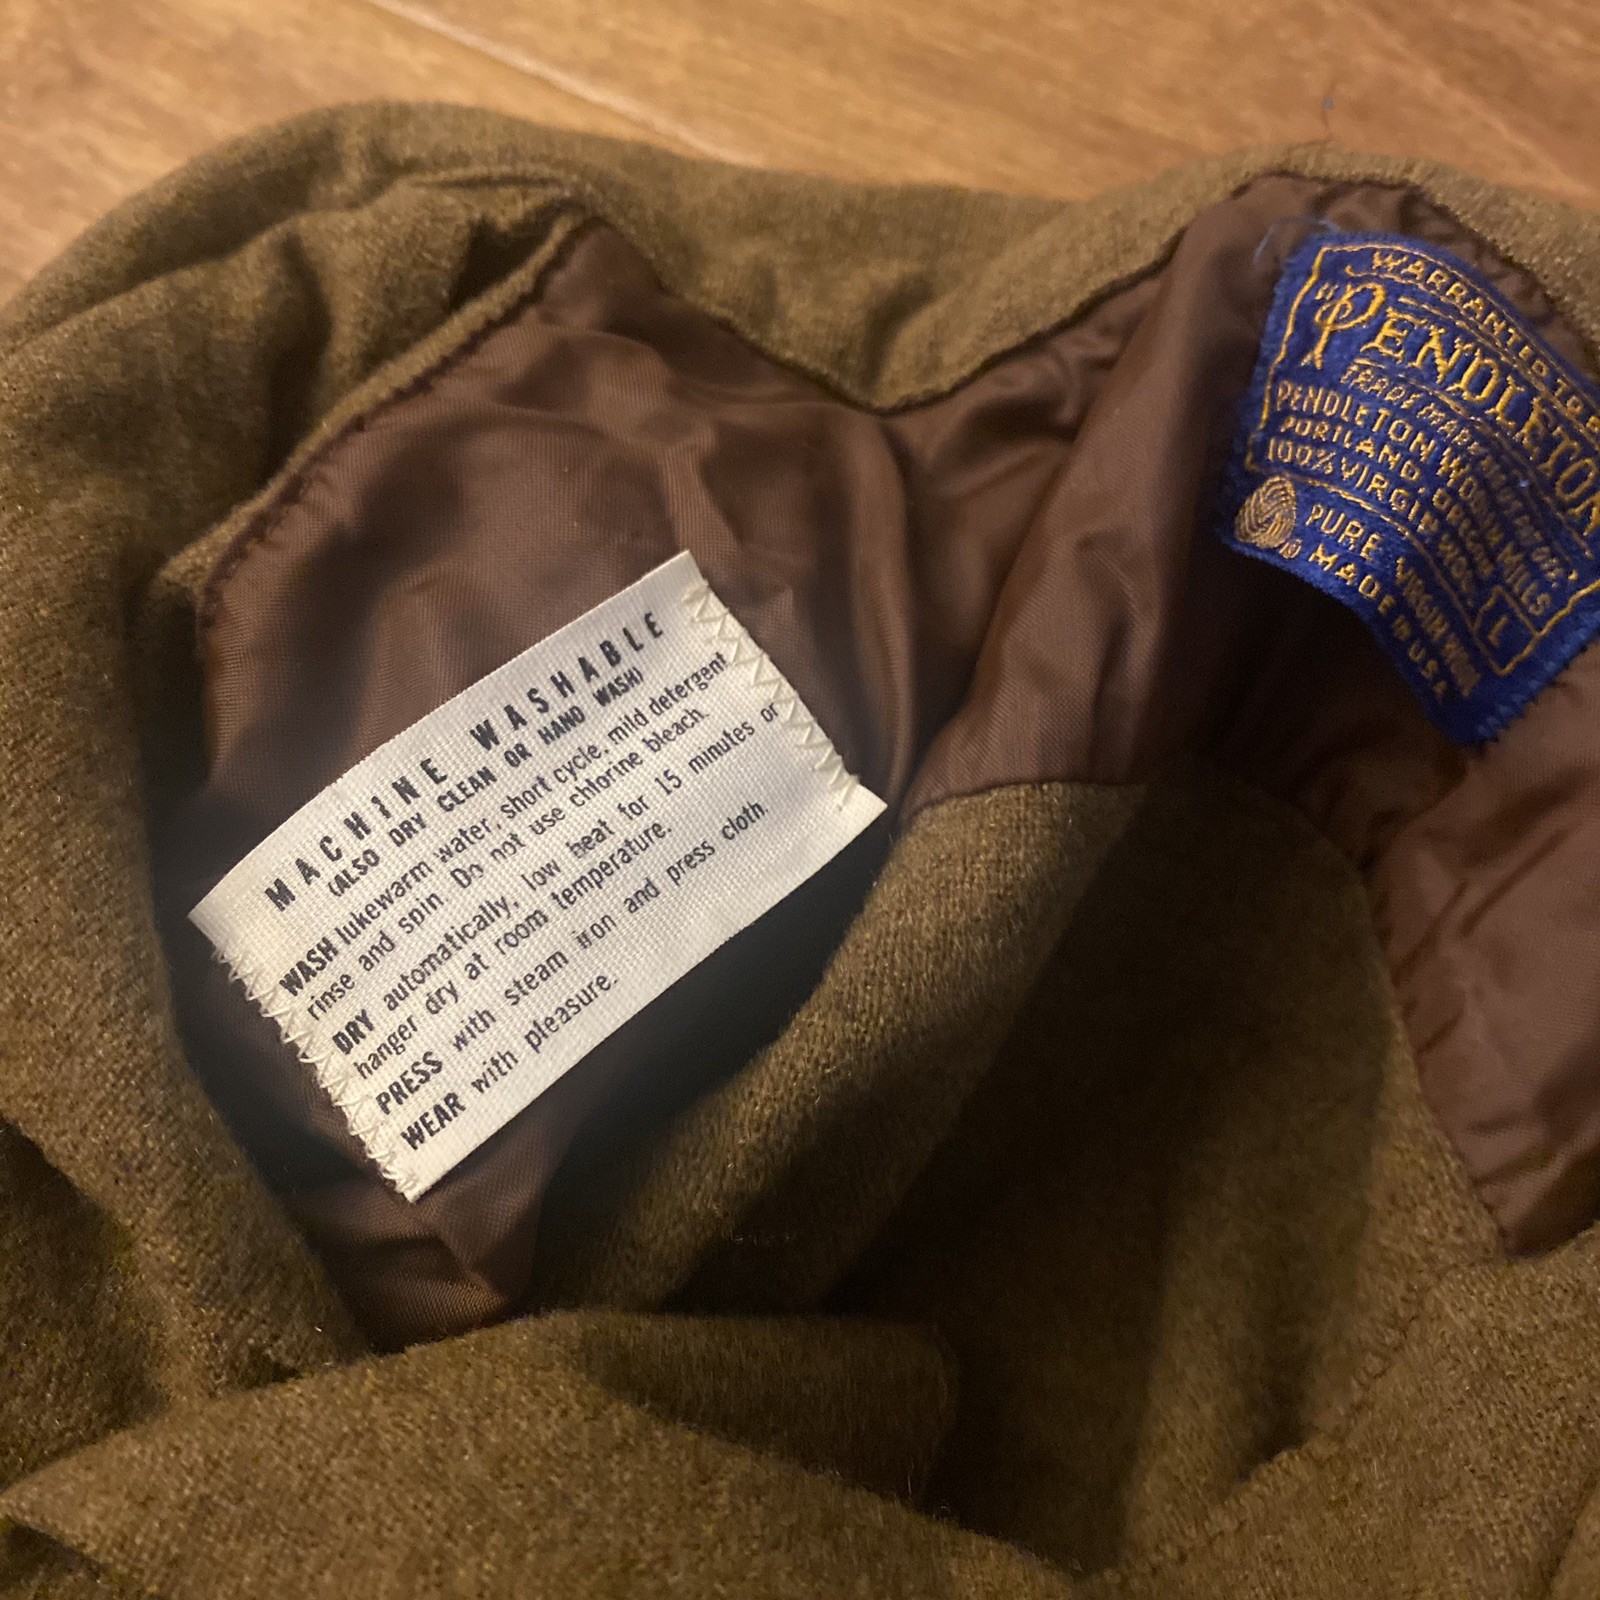 MACHINE WASHABLE
(ALSO DRY CLEAN OR HAND WASH)
WASH lukewarm water, short cycle, mild detergent
rinse and spin. Do not use chlorine bleach.
DRY automatically, low heat for 15 minutes or
hanger dry at room temperature.
PRESS with steam iron and press cloth.
WEAR with pleasure.
WARRANTED TO BE
"PENDLETON
TRADE MARK
PENDLETON WOOLEN MILLS
PORTLAND, OREGON
100% VIRGIN WOOL
L
PURE VIRGIN WOOL
MADE IN U.S.A.